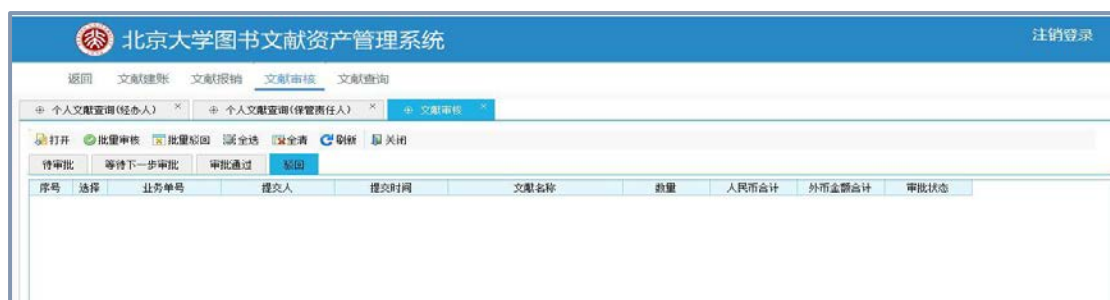 北京大学图书文献资产管理系统 注销登录
返回 文献建账 文献报销 文献审核 文献查询
个人文献查询(经办人) × 个人文献查询(保管责任人) × 文献审核 ×
打开 批量审核 批量驳回 全选 全清 刷新 关闭
待审批 等待下一步审批 审批通过 驳回
序号 选择 业务单号 提交人 提交时间 文献名称 数量 人民币合计 外币金额合计 审批状态